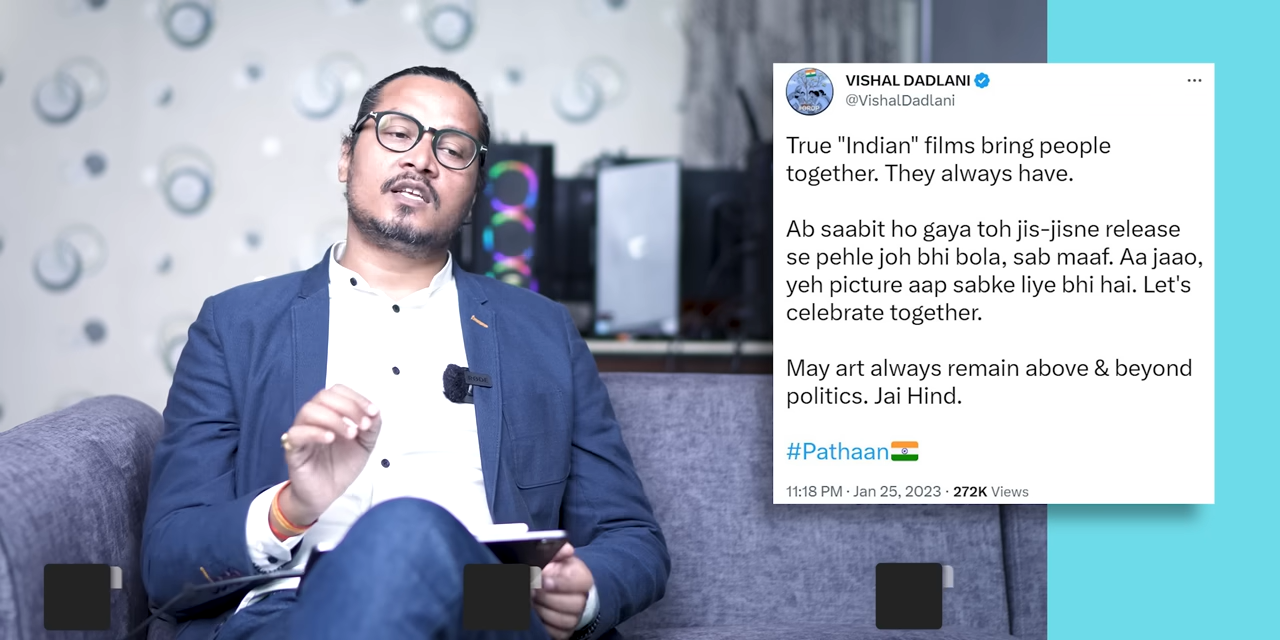 VISHAL DADLANI
@VishalDadlani
True "Indian" films bring people
together. They always have.
Ab saabit ho gaya toh jis-jisne release
se pehle joh bhi bola, sab maaf. Aa jaao,
yeh picture aap sabke liye bhi hai. Let's
celebrate together.
May art always remain above & beyond
politics. Jai Hind.
#Pathaan🇮🇳
11:18 PM · Jan 25, 2023 · 272K Views